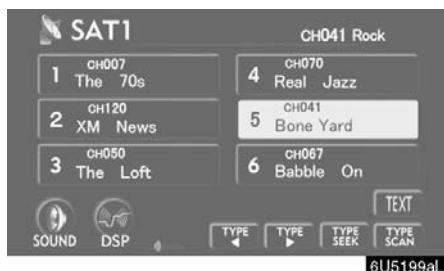 SAT1
CH041 Rock
1 CH007
The 70s
2 CH120
XM News
3 CH050
The Loft
4 CH070
Real Jazz
5 CH041
Bone Yard
6 CH067
Babble On
TEXT
SOUND
DSP
TYPE
TYPE
TYPE SEEK
TYPE SCAN
6U5199al